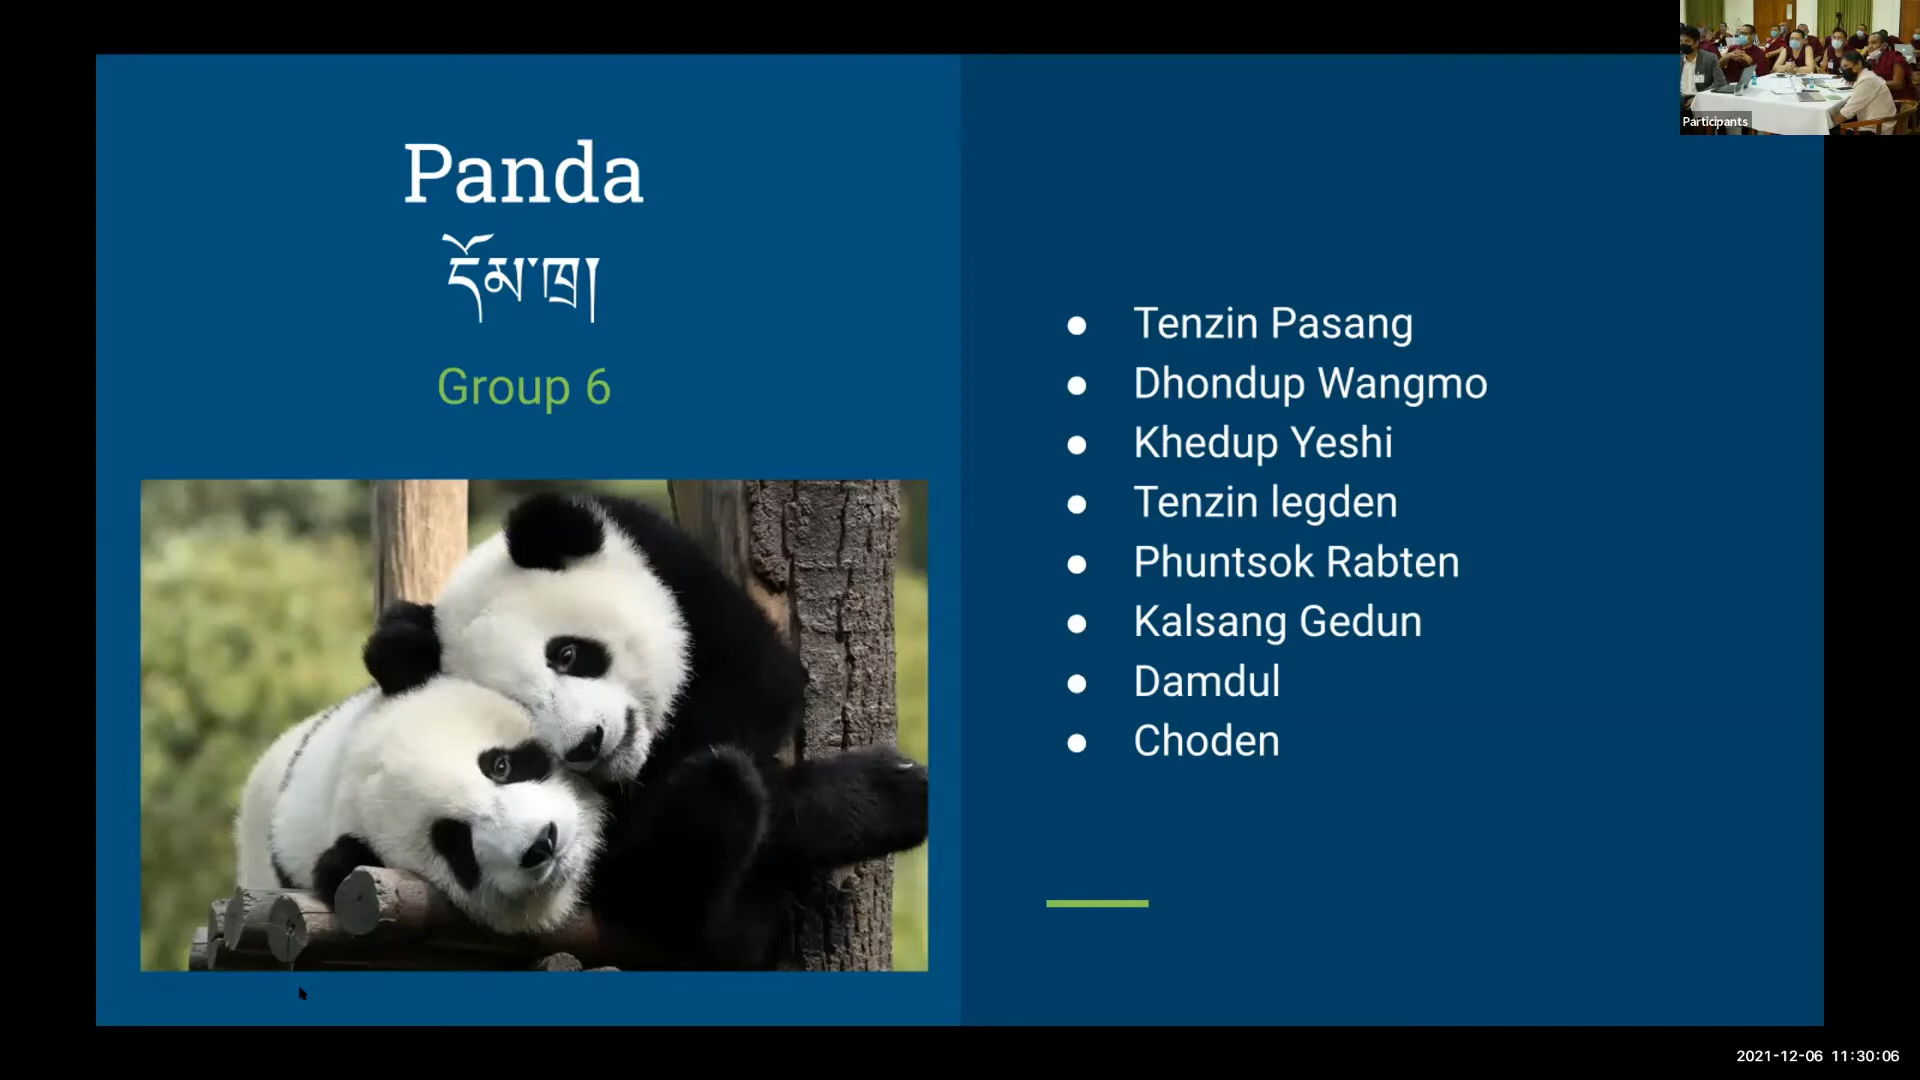 Panda
དོམ་ཁྲ།
Group 6
● Tenzin Pasang
● Dhondup Wangmo
● Khedup Yeshi
● Tenzin legden
● Phuntsok Rabten
● Kalsang Gedun
● Damdul
● Choden
Participants
2021-12-06 11:30:06